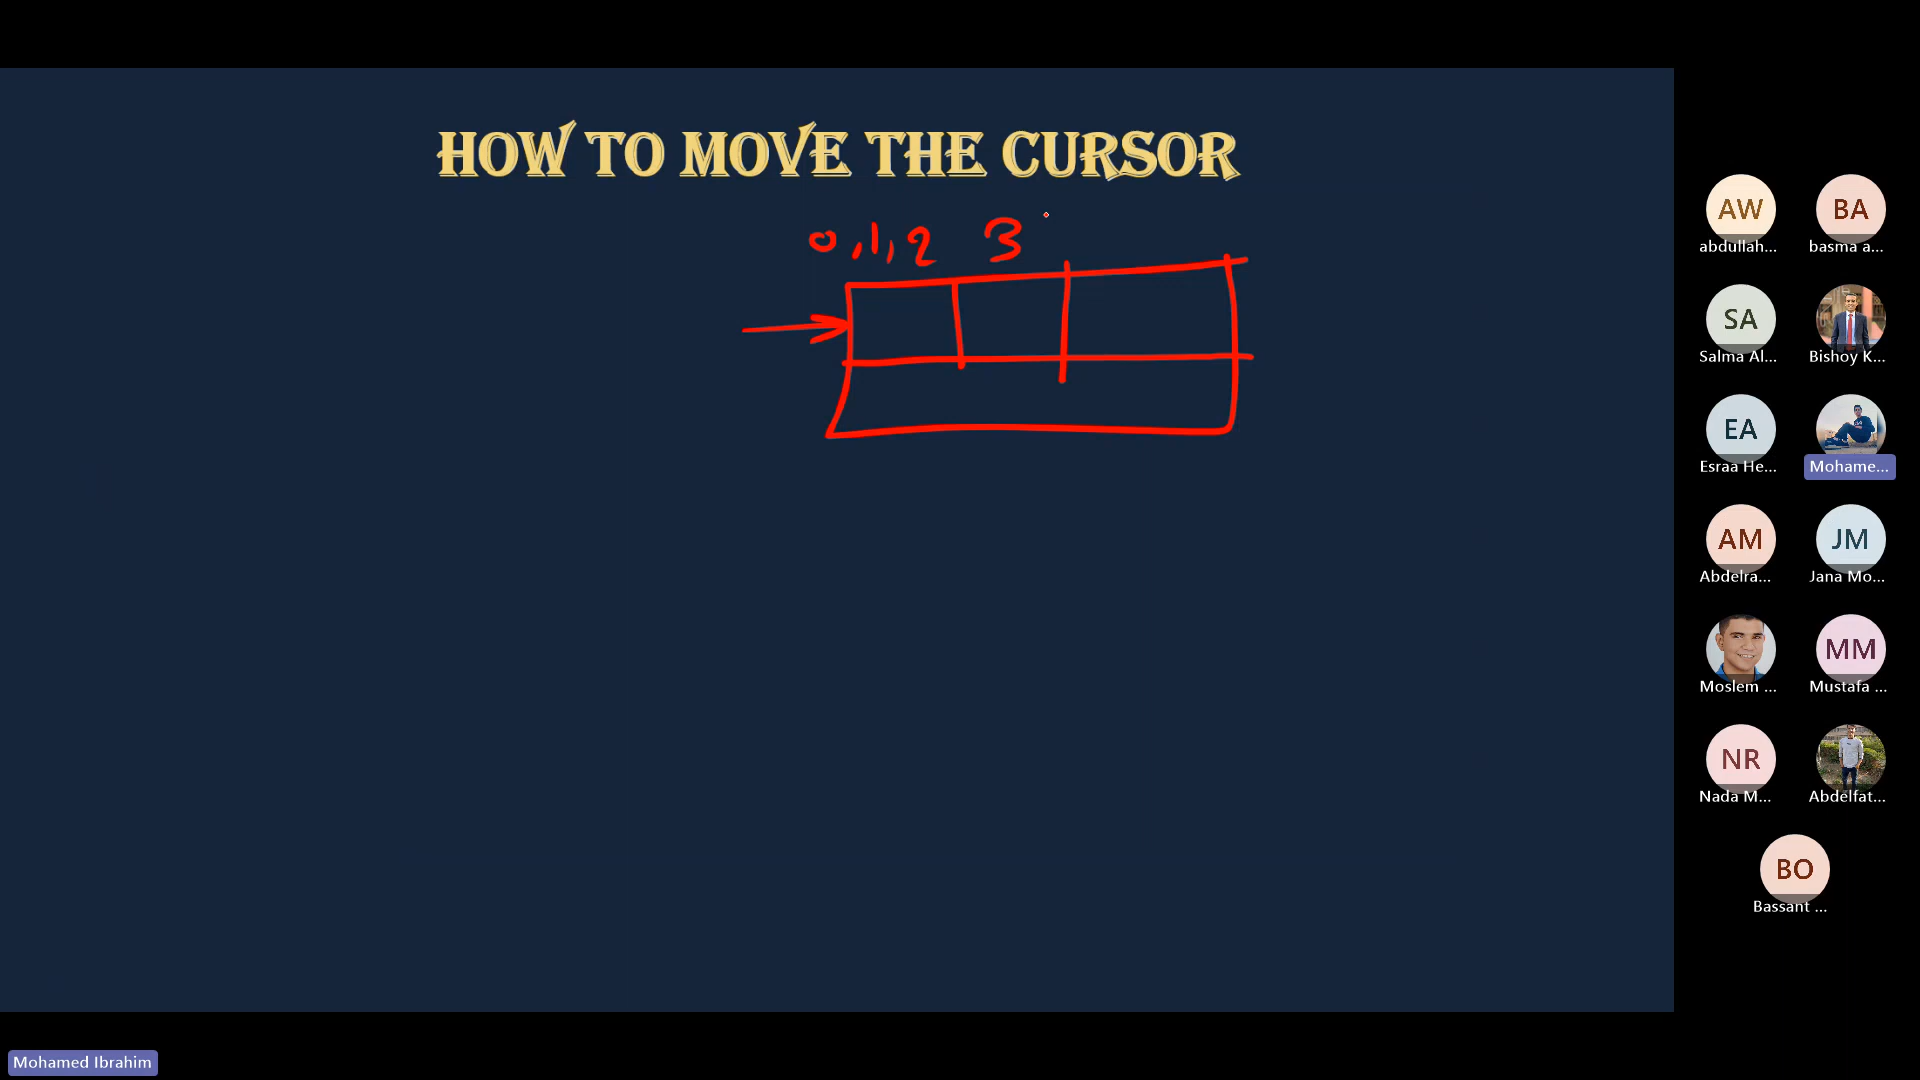 HOW TO MOVE THE CURSOR
0,1,2 3
AW BA
abdullah... basma a...
SA
Salma Al... Bishoy K...
EA
Esraa He... Mohame...
AM JM
Abdelra... Jana Mo...
MM
Moslem ... Mustafa ...
NR
Nada M... Abdelfat...
BO
Bassant ...
Mohamed Ibrahim